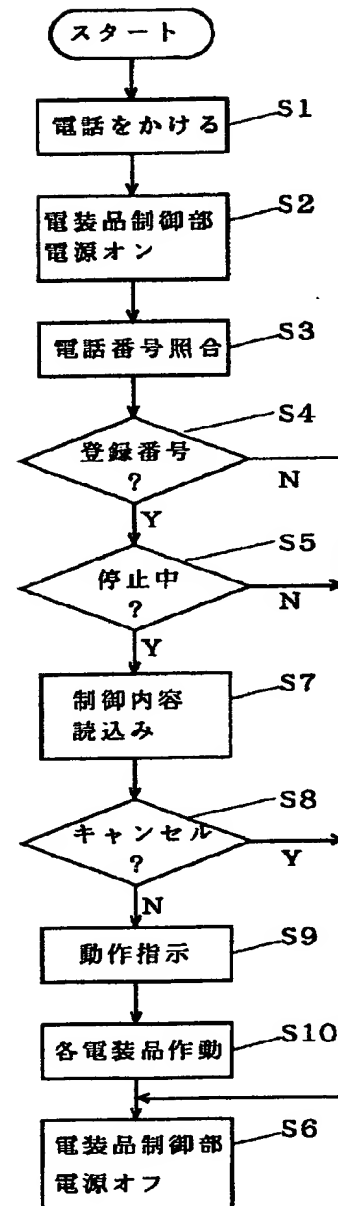 スタート
電話をかける
S1
電装品制御部
電源オン
S2
電話番号照合
S3
登録番号
?
S4
N
Y
停止中
?
S5
N
Y
制御内容
読込み
S7
キャンセル
?
S8
Y
N
動作指示
S9
各電装品作動
S10
電装品制御部
電源オフ
S6